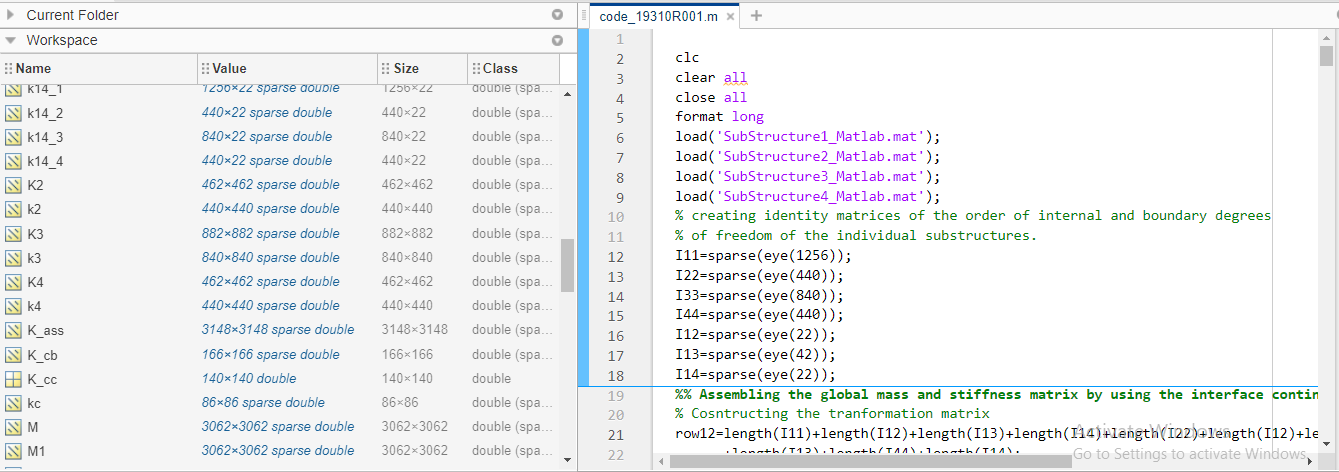 Current Folder
Workspace
Name Value Size Class
k14_1 1256×22 sparse double 1256×22 double (spa...
k14_2 440×22 sparse double 440×22 double (spa...
k14_3 840×22 sparse double 840×22 double (spa...
k14_4 440×22 sparse double 440×22 double (spa...
K2 462×462 sparse double 462×462 double (spa...
k2 440×440 sparse double 440×440 double (spa...
K3 882×882 sparse double 882×882 double (spa...
k3 840×840 sparse double 840×840 double (spa...
K4 462×462 sparse double 462×462 double (spa...
k4 440×440 sparse double 440×440 double (spa...
K_ass 3148×3148 sparse double 3148×3148 double (spa...
K_cb 166×166 sparse double 166×166 double (spa...
K_cc 140×140 double 140×140 double
kc 86×86 sparse double 86×86 double (spa...
M 3062×3062 sparse double 3062×3062 double (spa...
M1 3062×3062 sparse double 3062×3062 double (spa...
code_19310R001.m × +
1
2 clc
3 clear all
4 close all
5 format long
6 load('SubStructure1_Matlab.mat');
7 load('SubStructure2_Matlab.mat');
8 load('SubStructure3_Matlab.mat');
9 load('SubStructure4_Matlab.mat');
10 % creating identity matrices of the order of internal and boundary degrees
11 % of freedom of the individual substructures.
12 I11=sparse(eye(1256));
13 I22=sparse(eye(440));
14 I33=sparse(eye(840));
15 I44=sparse(eye(440));
16 I12=sparse(eye(22));
17 I13=sparse(eye(42));
18 I14=sparse(eye(22));
19 %% Assembling the global mass and stiffness matrix by using the interface contin
20 % Cosntructing the tranformation matrix
21 row12=length(I11)+length(I12)+length(I13)+length(I14)+length(I22)+length(I12)+le
22 +length(I13)+length(I44)+length(I14);
Activate Windows
Go to Settings to activate Windows.